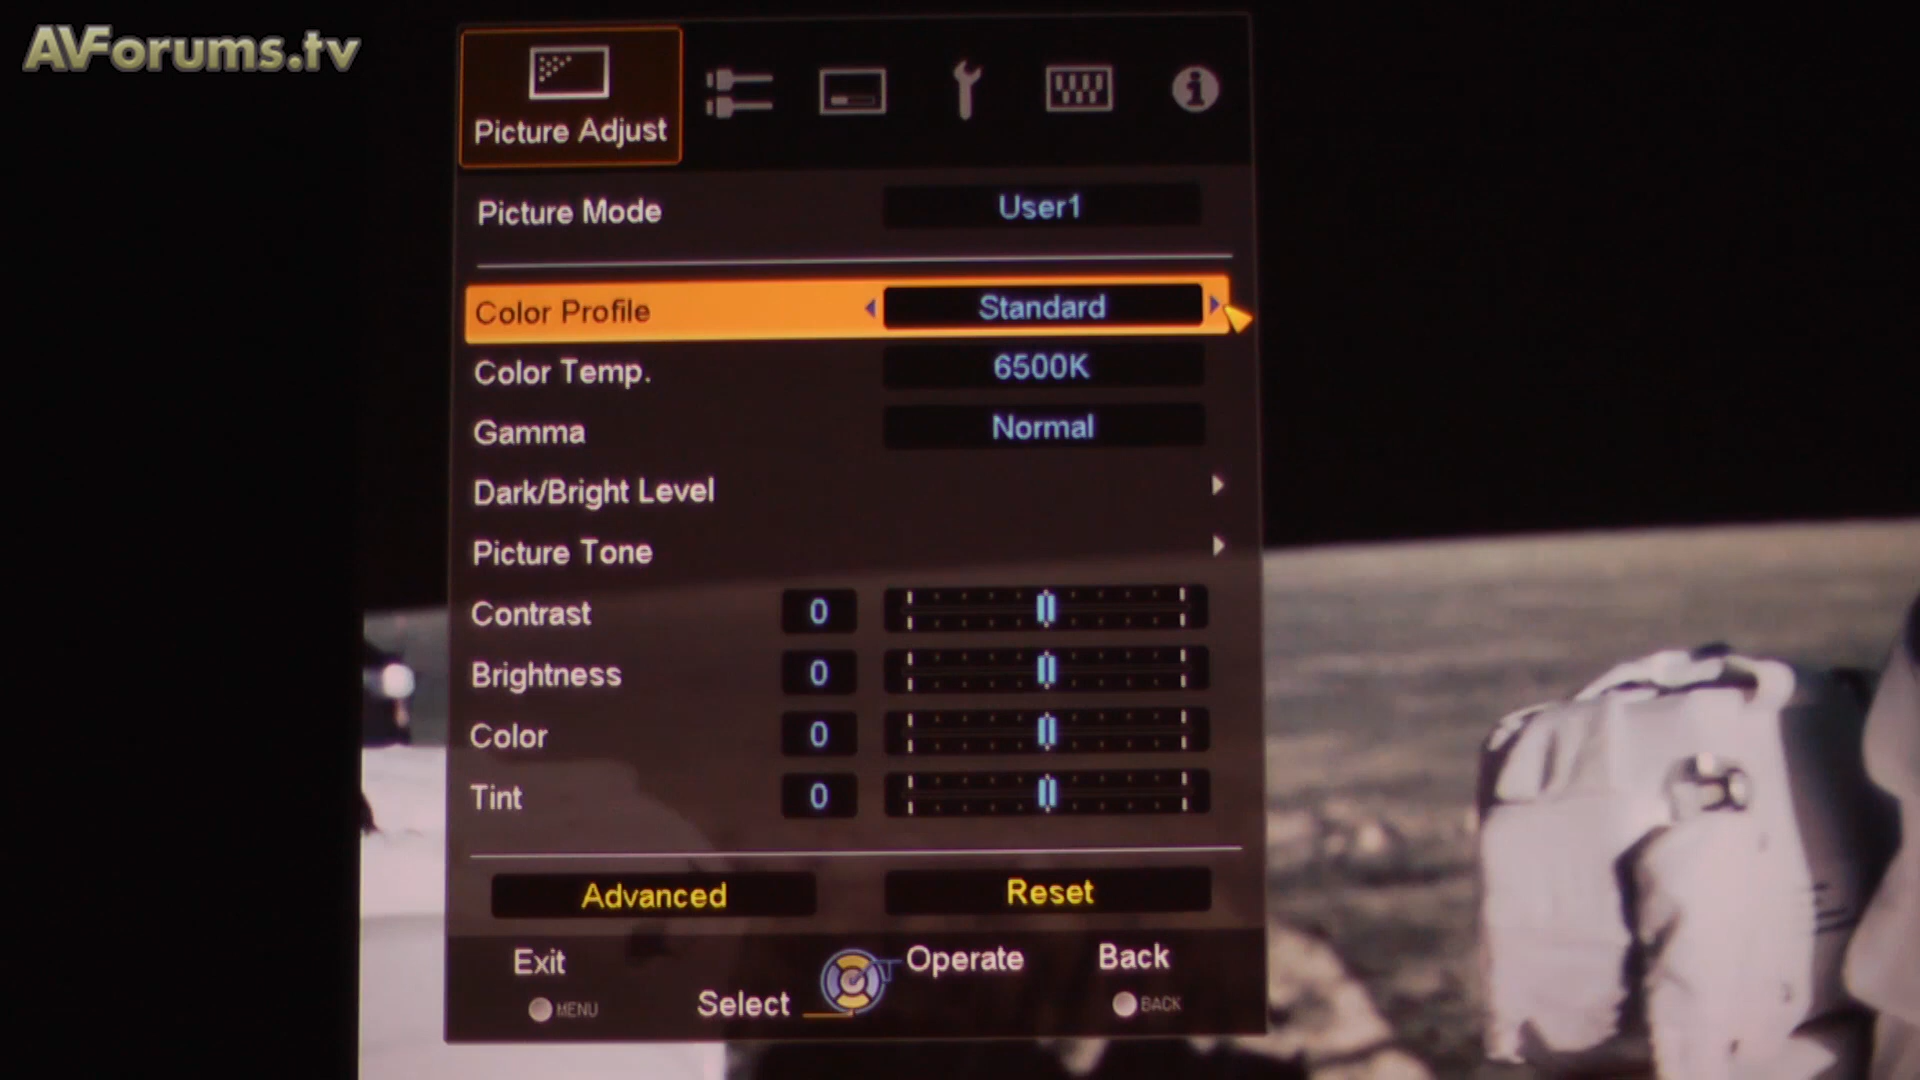 AVForums.tv
Picture Adjust
Picture Mode User1
Color Profile Standard
Color Temp. 6500K
Gamma Normal
Dark/Bright Level
Picture Tone
Contrast 0
Brightness 0
Color 0
Tint 0
Advanced Reset
Exit Operate Back
Select
MENU BACK